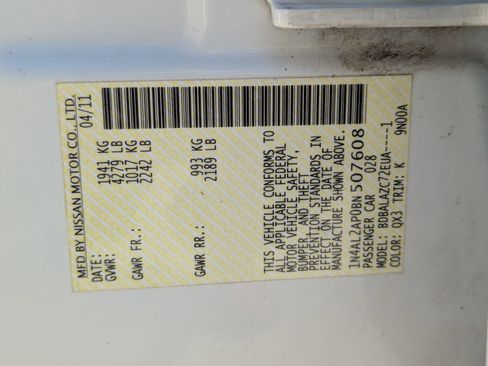 MFD BY NISSAN MOTOR CO., LTD.
DATE: 04/11
GVWR: 1941 KG
4279 LB
GAWR FR.: 1017 KG
2242 LB
GAWR RR.: 993 KG
2189 LB
THIS VEHICLE CONFORMS TO
ALL APPLICABLE FEDERAL
MOTOR VEHICLE SAFETY,
BUMPER, AND THEFT
PREVENTION STANDARDS IN
EFFECT ON THE DATE OF
MANUFACTURE SHOWN ABOVE.
1N4AL2AP0BN507608
PASSENGER CAR 028
MODEL: BDBALAZC72EUA----1
COLOR: QX3 TRIM: K 9N00A